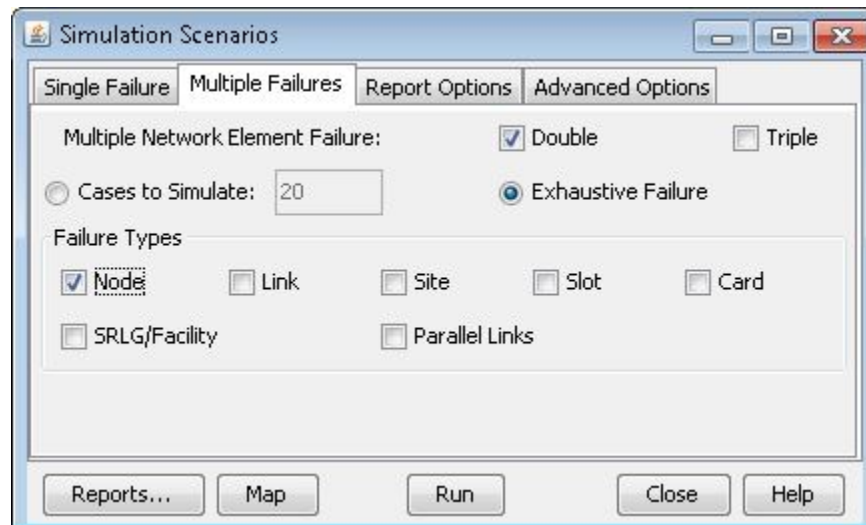 Simulation Scenarios
Single Failure Multiple Failures Report Options Advanced Options
Multiple Network Element Failure: Double Triple
Cases to Simulate: 20 Exhaustive Failure
Failure Types
Node Link Site Slot Card
SRLG/Facility Parallel Links
Reports... Map Run Close Help